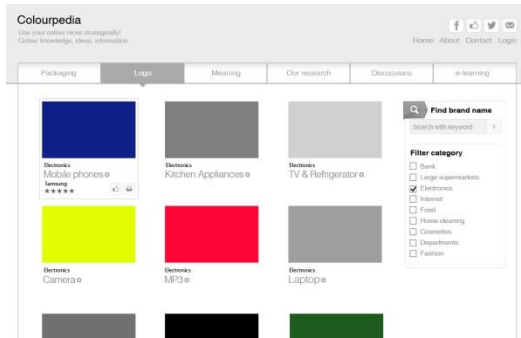 Colourpedia
Use your colour more strategically!
Colour knowledge, ideas, information.
Home About Contact Login
Packaging
Logo
Meaning
Our research
Discussions
e-learning
Electronics
Mobile phones
Samsung
★★★★★
Electronics
Kitchen Appliances
Electronics
TV & Refrigerator
Electronics
Camera
Electronics
MP3
Electronics
Laptop
Find brand name
Search with keyword
Filter category
Bank
Large supermarkets
Electronics
Internet
Food
Home cleaning
Cosmetics
Departments
Fashion